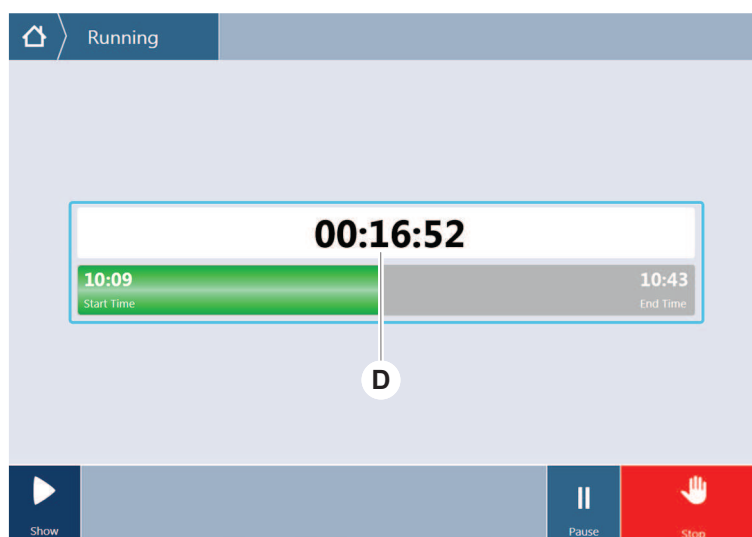 Running
00:16:52
10:09
10:43
Start Time
End Time
D
Show
Pause
Stop